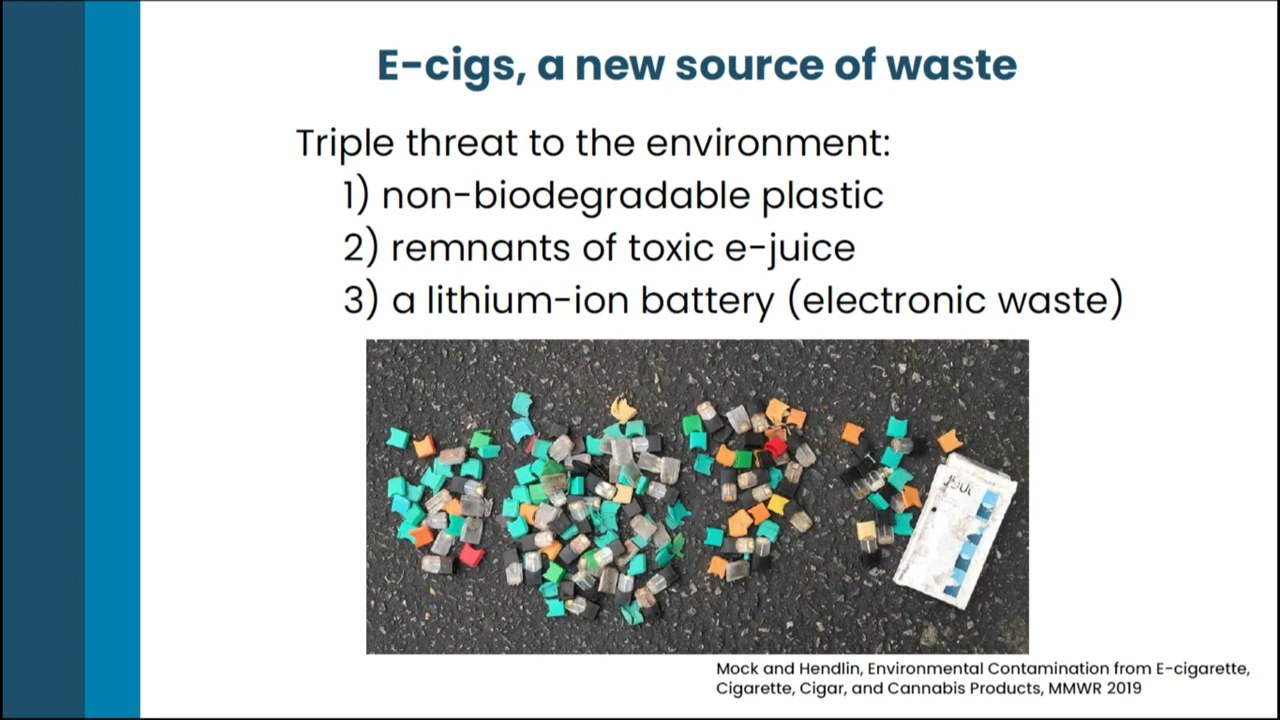 E-cigs, a new source of waste
Triple threat to the environment:
1) non-biodegradable plastic
2) remnants of toxic e-juice
3) a lithium-ion battery (electronic waste)
JUUL
Mock and Hendlin, Environmental Contamination from E-cigarette,
Cigarette, Cigar, and Cannabis Products, MMWR 2019